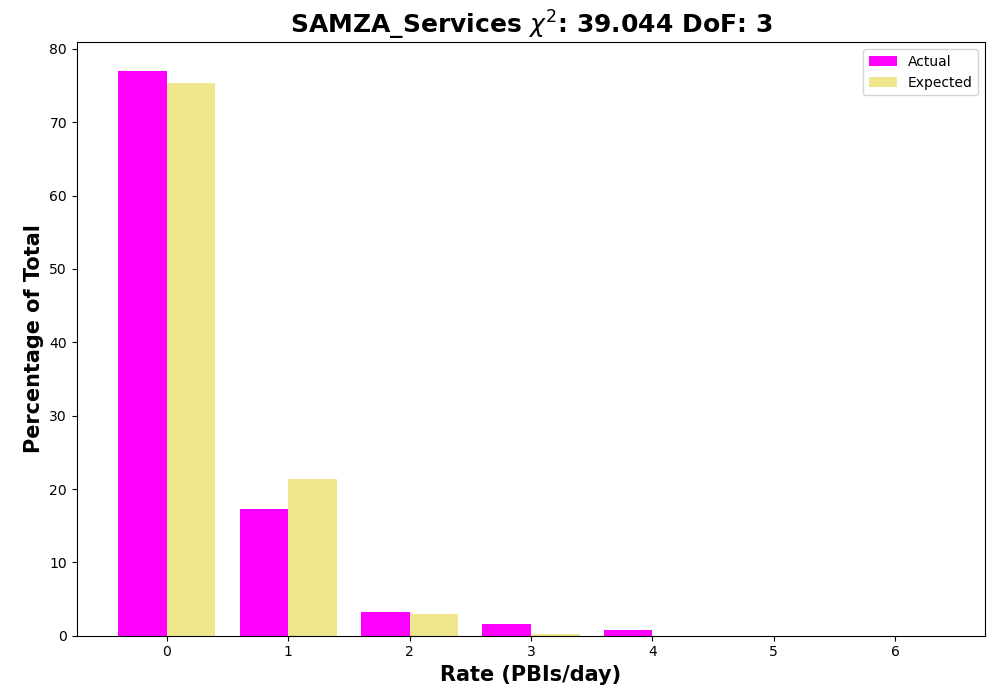 SAMZA_Services χ²: 39.044 DoF: 3
80
70
60
50
40
30
20
10
0
Percentage of Total
Actual
Expected
0 1 2 3 4 5 6
Rate (PBIs/day)